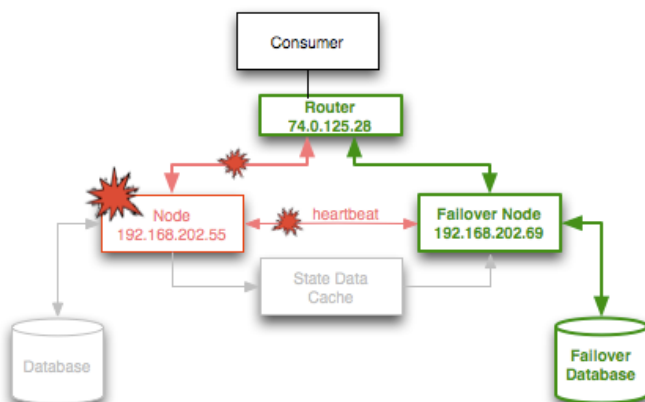 Consumer
Router
74.0.125.28
Node
192.168.202.55
heartbeat
Failover Node
192.168.202.69
State Data
Cache
Database
Failover
Database